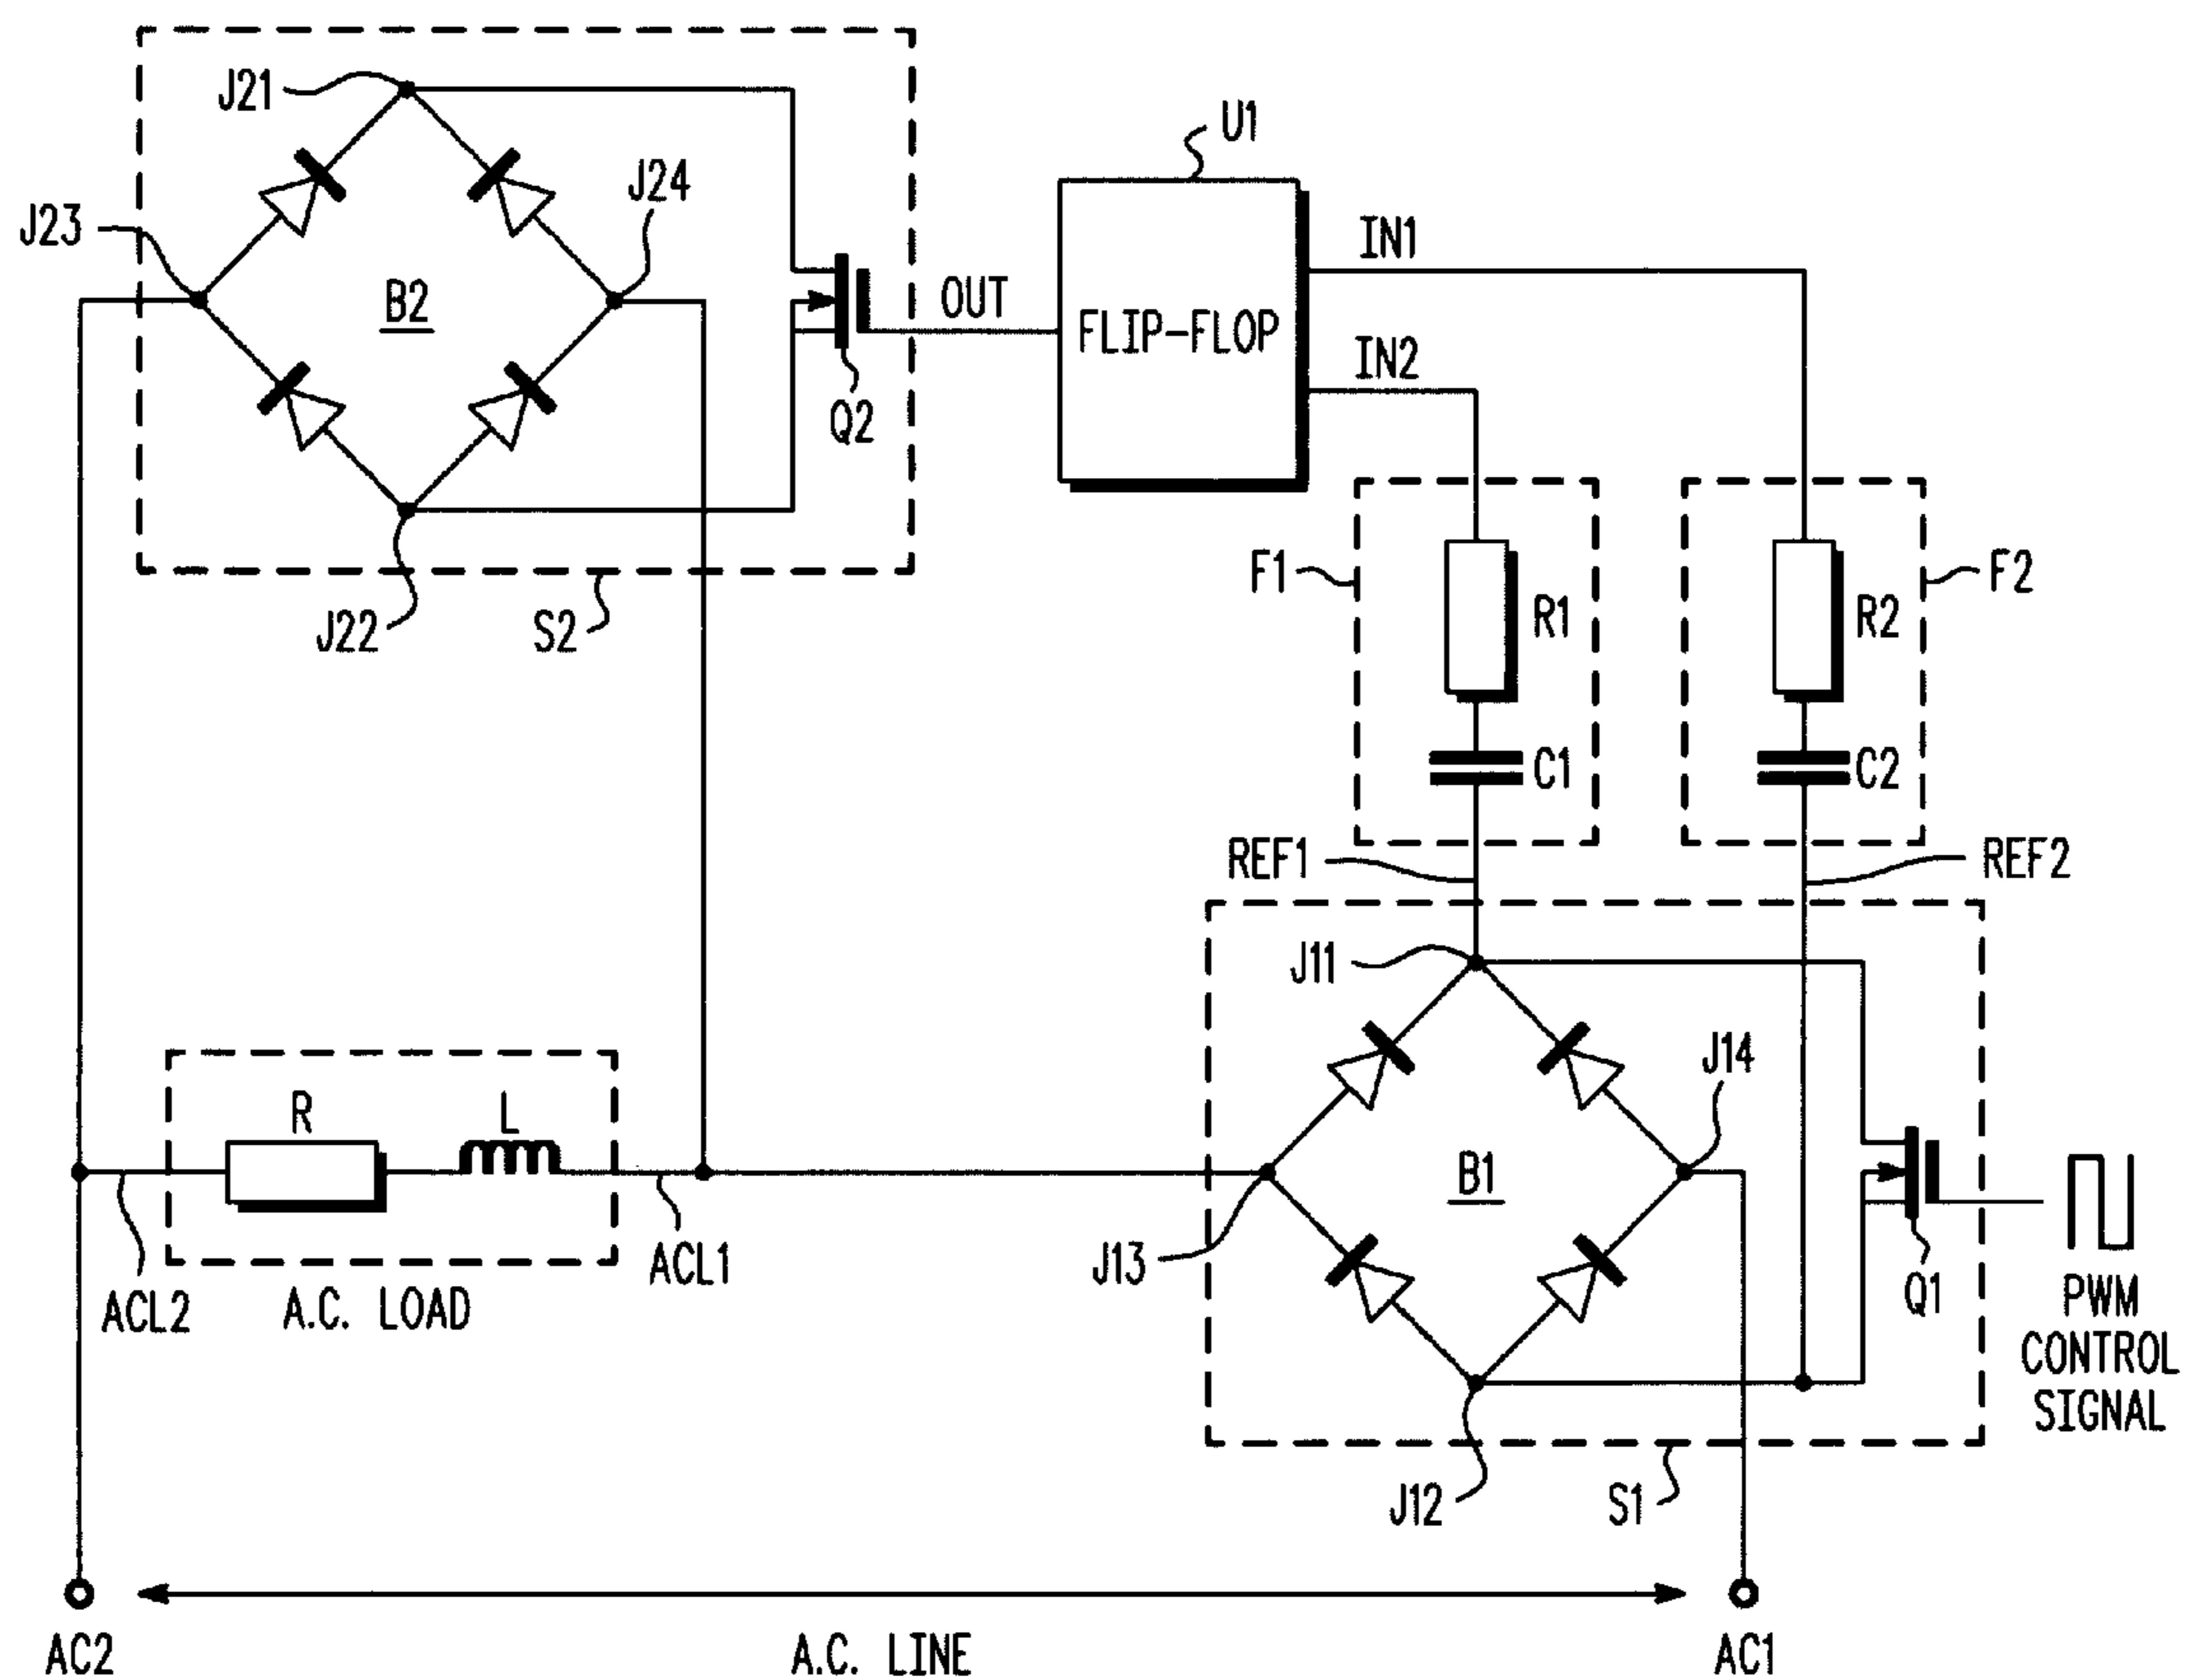 J21
U1
J24
J23
IN1
B2
OUT
FLIP-FLOP
IN2
Q2
F1
F2
R1
R2
J22
S2
C1
C2
REF1
REF2
J11
J14
R
L
B1
J13
ACL1
ACL2
A.C. LOAD
Q1
PWM
CONTROL
SIGNAL
J12
S1
AC2
A.C. LINE
AC1